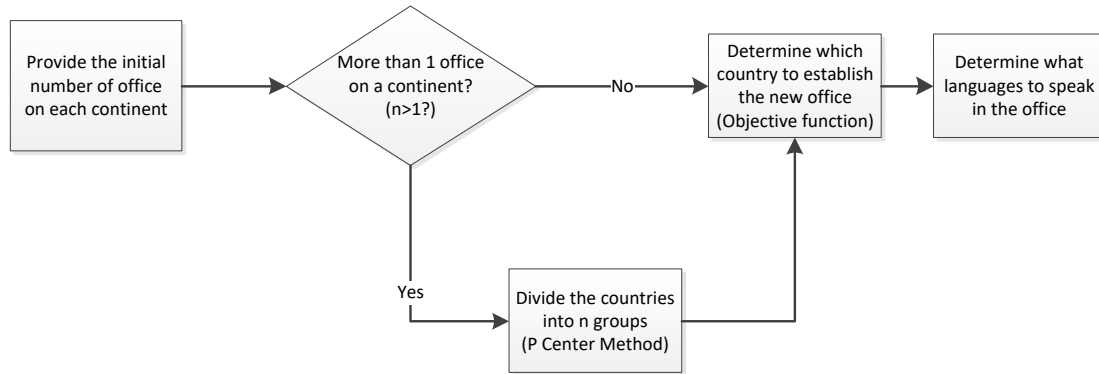 Provide the initial
number of office
on each continent
More than 1 office
on a continent?
(n>1?)
No
Determine which
country to establish
the new office
(Objective function)
Determine what
languages to speak
in the office
Yes
Divide the countries
into n groups
(P Center Method)